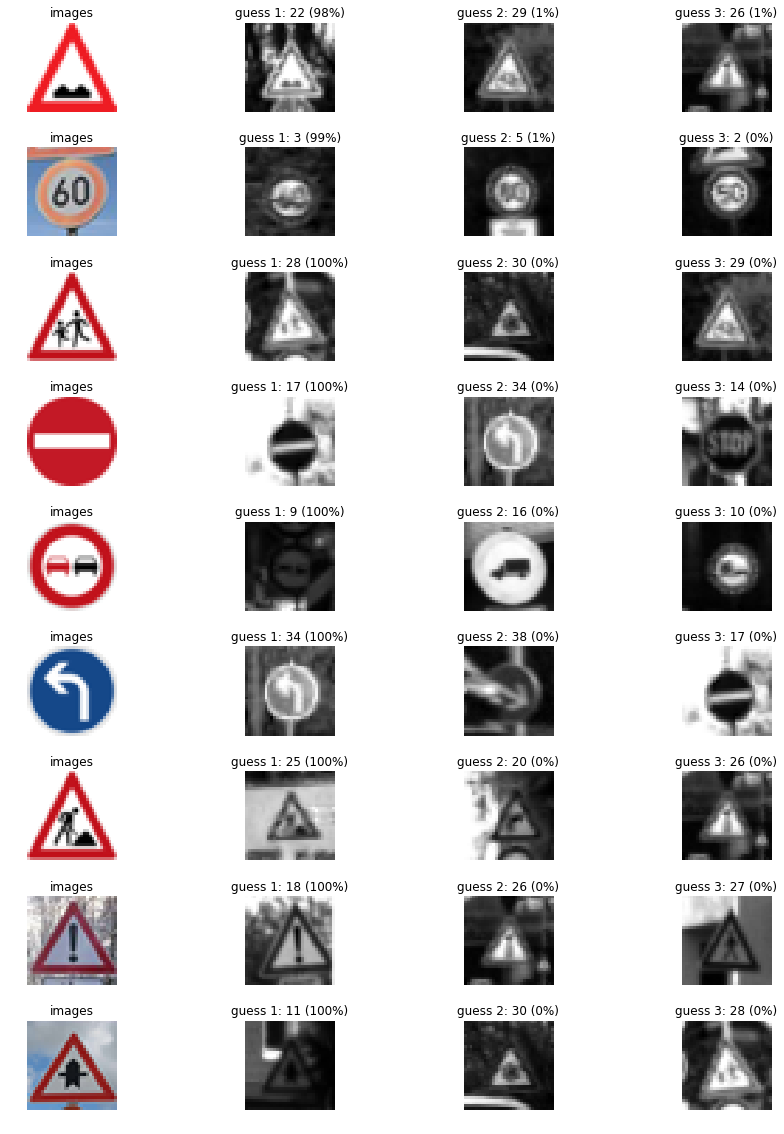 images guess 1: 22 (98%) guess 2: 29 (1%) guess 3: 26 (1%)
images guess 1: 3 (99%) guess 2: 5 (1%) guess 3: 2 (0%)
60 50
images guess 1: 28 (100%) guess 2: 30 (0%) guess 3: 29 (0%)
images guess 1: 17 (100%) guess 2: 34 (0%) guess 3: 14 (0%)
STOP
images guess 1: 9 (100%) guess 2: 16 (0%) guess 3: 10 (0%)
images guess 1: 34 (100%) guess 2: 38 (0%) guess 3: 17 (0%)
images guess 1: 25 (100%) guess 2: 20 (0%) guess 3: 26 (0%)
images guess 1: 18 (100%) guess 2: 26 (0%) guess 3: 27 (0%)
images guess 1: 11 (100%) guess 2: 30 (0%) guess 3: 28 (0%)